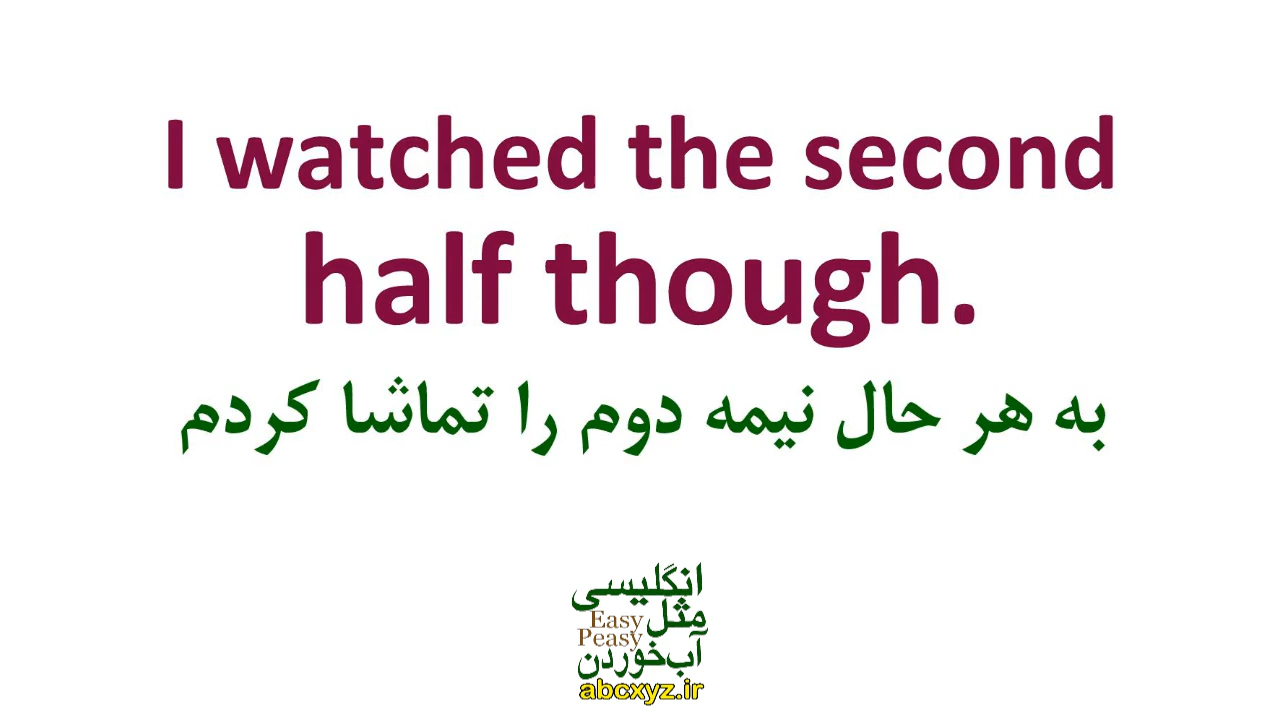 I watched the second
half though.
به هر حال نیمه دوم را تماشا کردم
انگلیسی
مثل
Easy
Peasy
آب‌خوردن
abcxyz.ir